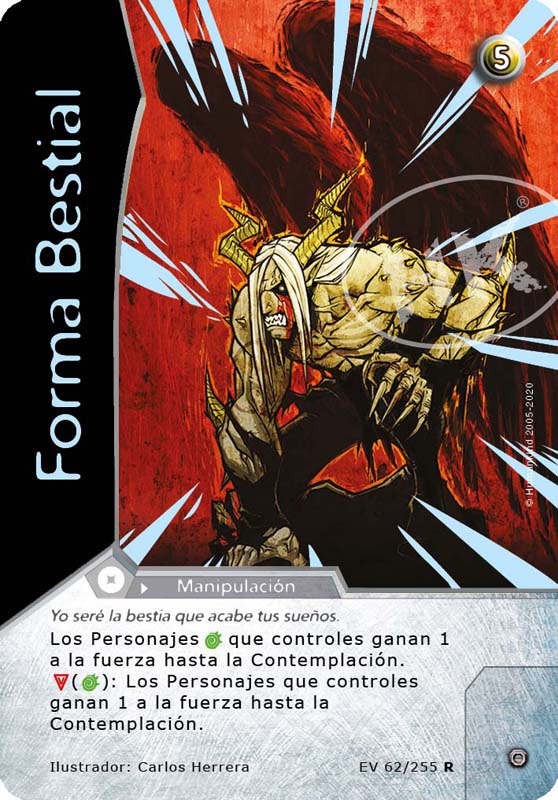 Forma Bestial
5
© Humankind 2005-2020
Manipulación
Yo seré la bestia que acabe tus sueños.
Los Personajes que controles ganan 1
a la fuerza hasta la Contemplación.
( ): Los Personajes que controles
ganan 1 a la fuerza hasta la
Contemplación.
Ilustrador: Carlos Herrera
EV 62/255 R